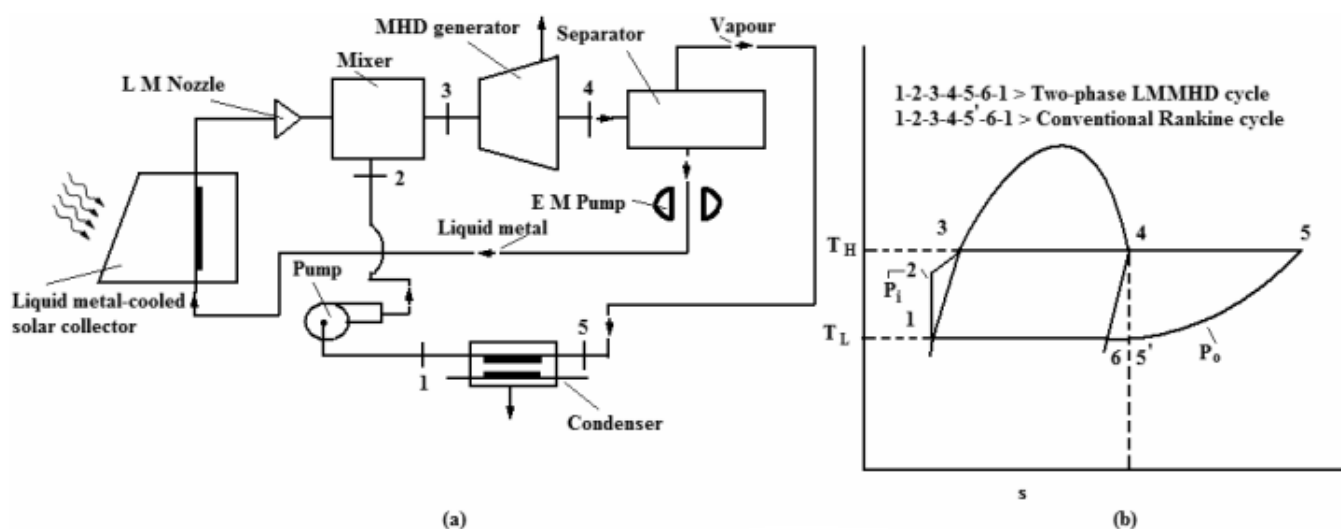 MHD generator
Vapour
Separator
Mixer
L M Nozzle
3
4
2
E M Pump
Liquid metal
Pump
Liquid metal-cooled
solar collector
5
1
Condenser
(a)
1-2-3-4-5-6-1 > Two-phase LMMHD cycle
1-2-3-4-5'-6-1 > Conventional Rankine cycle
3
4
5
T_H
2
P_i
1
T_L
6
5'
P_o
s
(b)